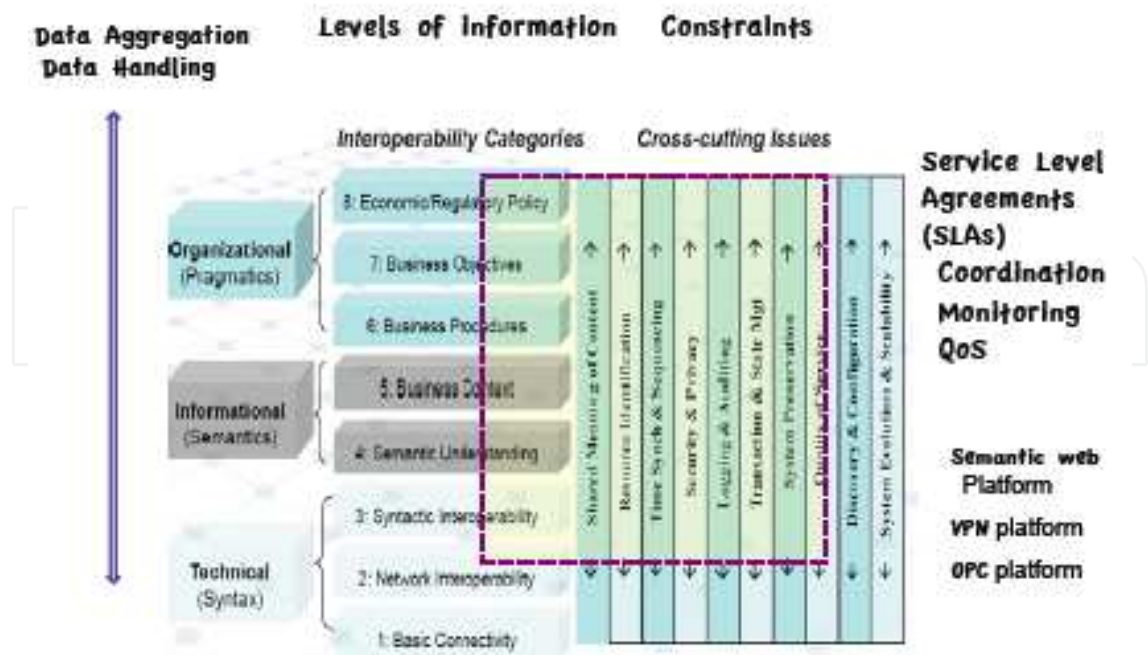 Data Aggregation
Data Handling
Levels of Information Constraints
Interoperability Categories
Cross-cutting Issues
Organizational
(Pragmatics)
8: Economic/Regulatory Policy
7: Business Objectives
6: Business Procedures
Informational
(Semantics)
5: Business Context
4: Semantic Understanding
Technical
(Syntax)
3: Syntactic Interoperability
2: Network Interoperability
1: Basic Connectivity
Shared Meaning of Content
Resource Identification
Time Synch & Sequencing
Security & Privacy
Logging & Auditing
Transaction & State Mgt
System Preservation
Quality of Service
Discovery & Configuration
System Evolution & Scalability
Service Level
Agreements
(SLAs)
Coordination
Monitoring
QoS
Semantic web
Platform
VPN platform
OPC platform